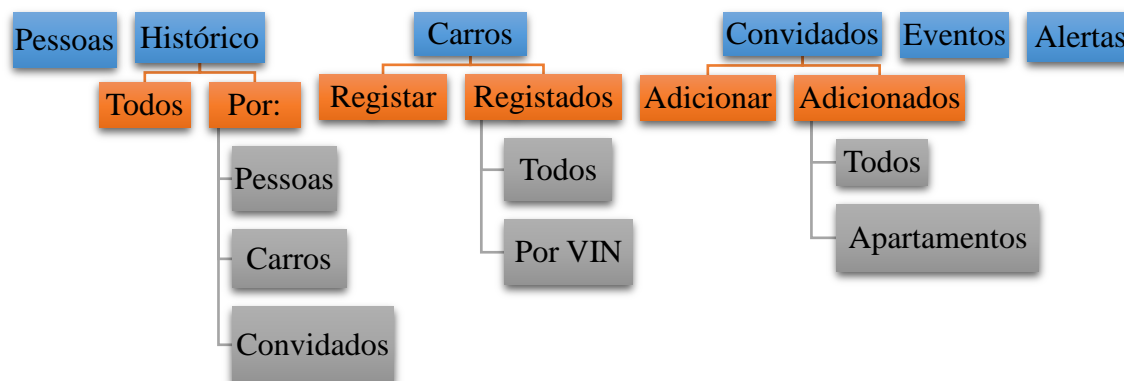 Pessoas
Histórico
Carros
Convidados
Eventos
Alertas
Todos
Por:
Registar
Registados
Adicionar
Adicionados
Pessoas
Carros
Convidados
Todos
Por VIN
Todos
Apartamentos